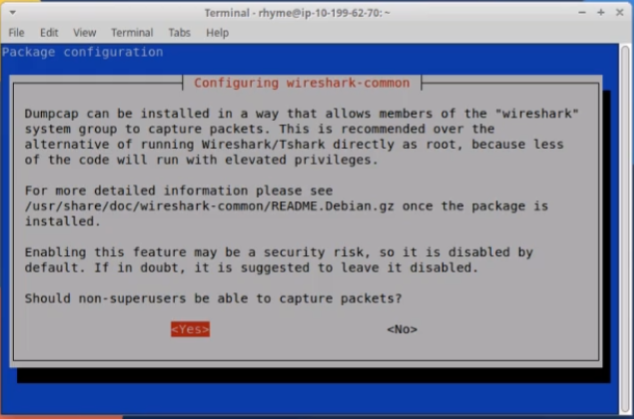 Terminal - rhyme@ip-10-199-62-70: ~
File Edit View Terminal Tabs Help
Package configuration
Configuring wireshark-common
Dumpcap can be installed in a way that allows members of the "wireshark"
system group to capture packets. This is recommended over the
alternative of running Wireshark/Tshark directly as root, because less
of the code will run with elevated privileges.
For more detailed information please see
/usr/share/doc/wireshark-common/README.Debian.gz once the package is
installed.
Enabling this feature may be a security risk, so it is disabled by
default. If in doubt, it is suggested to leave it disabled.
Should non-superusers be able to capture packets?
<Yes> <No>